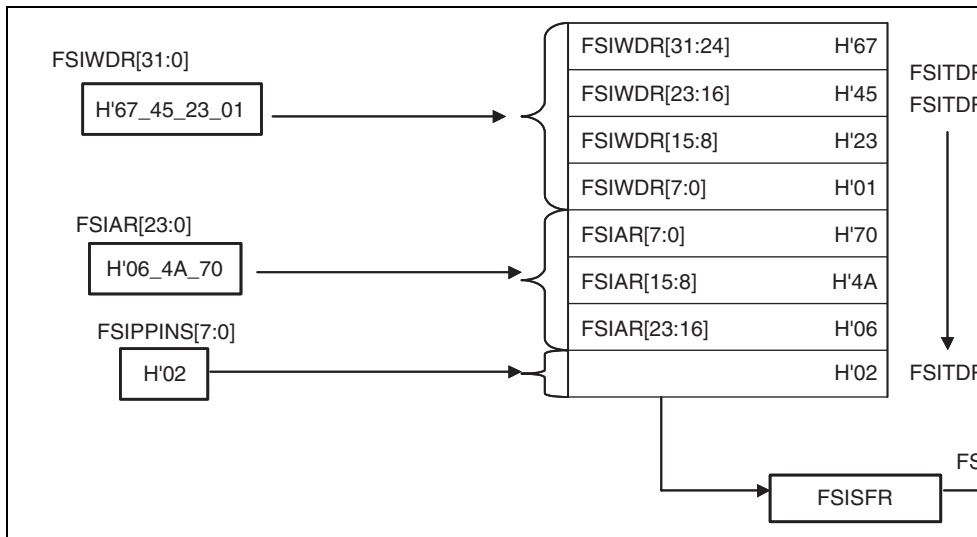 FSIWDR[31:0]
H'67_45_23_01
FSIAR[23:0]
H'06_4A_70
FSIPPINS[7:0]
H'02
FSIWDR[31:24] H'67
FSIWDR[23:16] H'45
FSIWDR[15:8] H'23
FSIWDR[7:0] H'01
FSIAR[7:0] H'70
FSIAR[15:8] H'4A
FSIAR[23:16] H'06
H'02
FSISFR